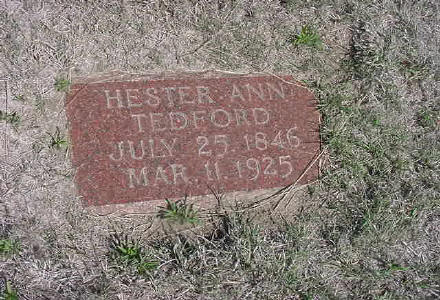 HESTER ANN
TEDFORD
JULY 25 1846
MAR. 11, 1925